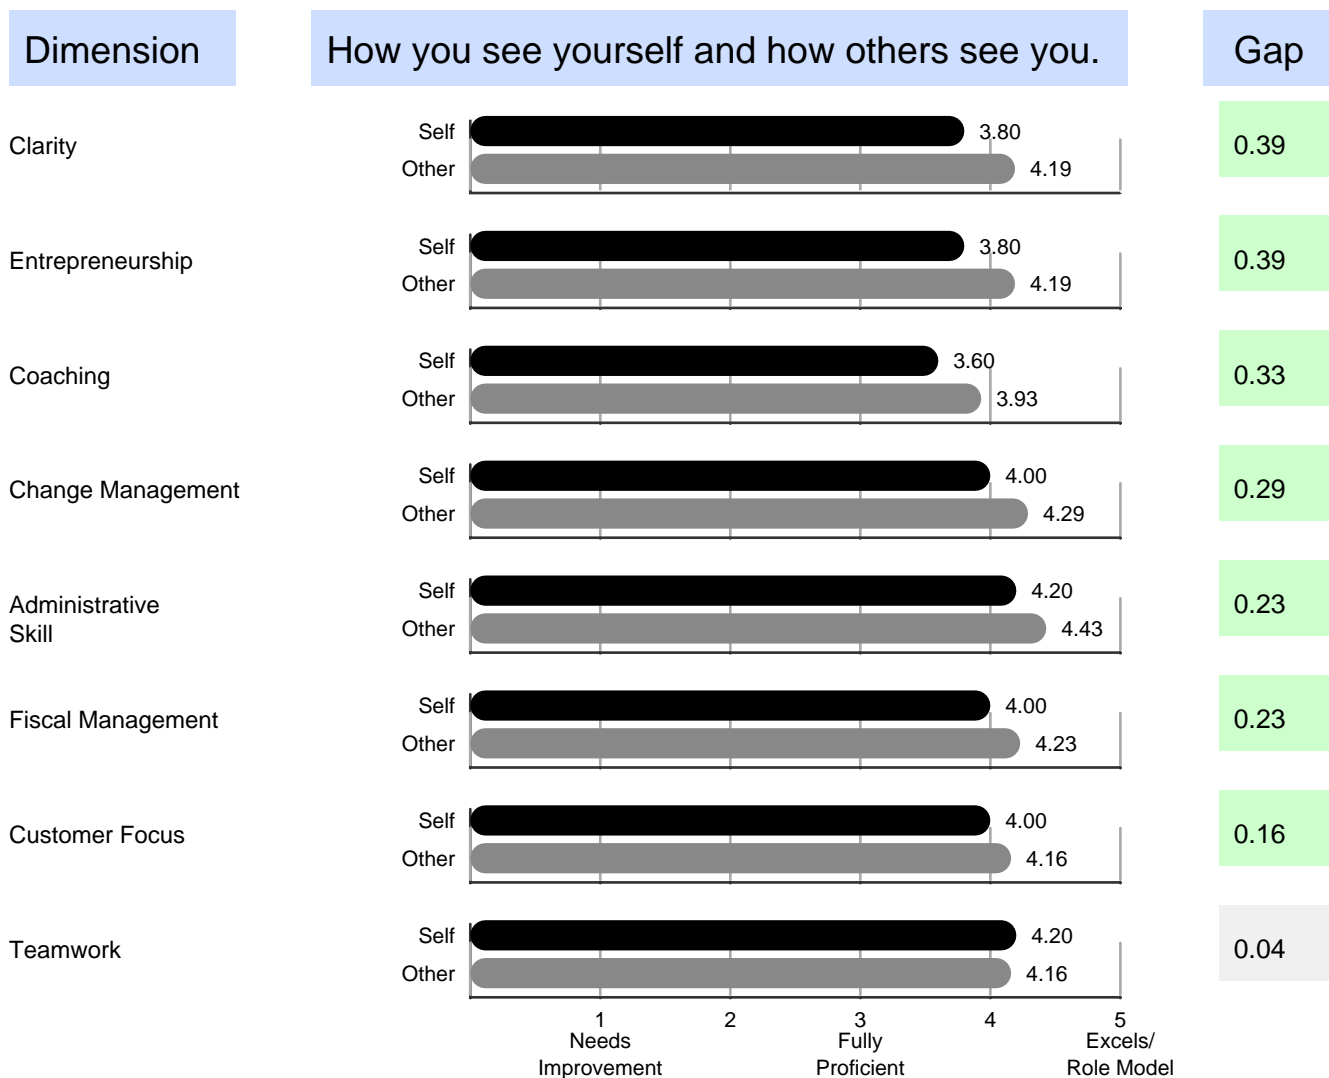 Dimension How you see yourself and how others see you. Gap
Clarity Self 3.80 0.39
Other 4.19
Entrepreneurship Self 3.80 0.39
Other 4.19
Coaching Self 3.60 0.33
Other 3.93
Change Management Self 4.00 0.29
Other 4.29
Administrative Skill Self 4.20 0.23
Other 4.43
Fiscal Management Self 4.00 0.23
Other 4.23
Customer Focus Self 4.00 0.16
Other 4.16
Teamwork Self 4.20 0.04
Other 4.16
1 2 3 4 5
Needs Fully Excels/
Improvement Proficient Role Model